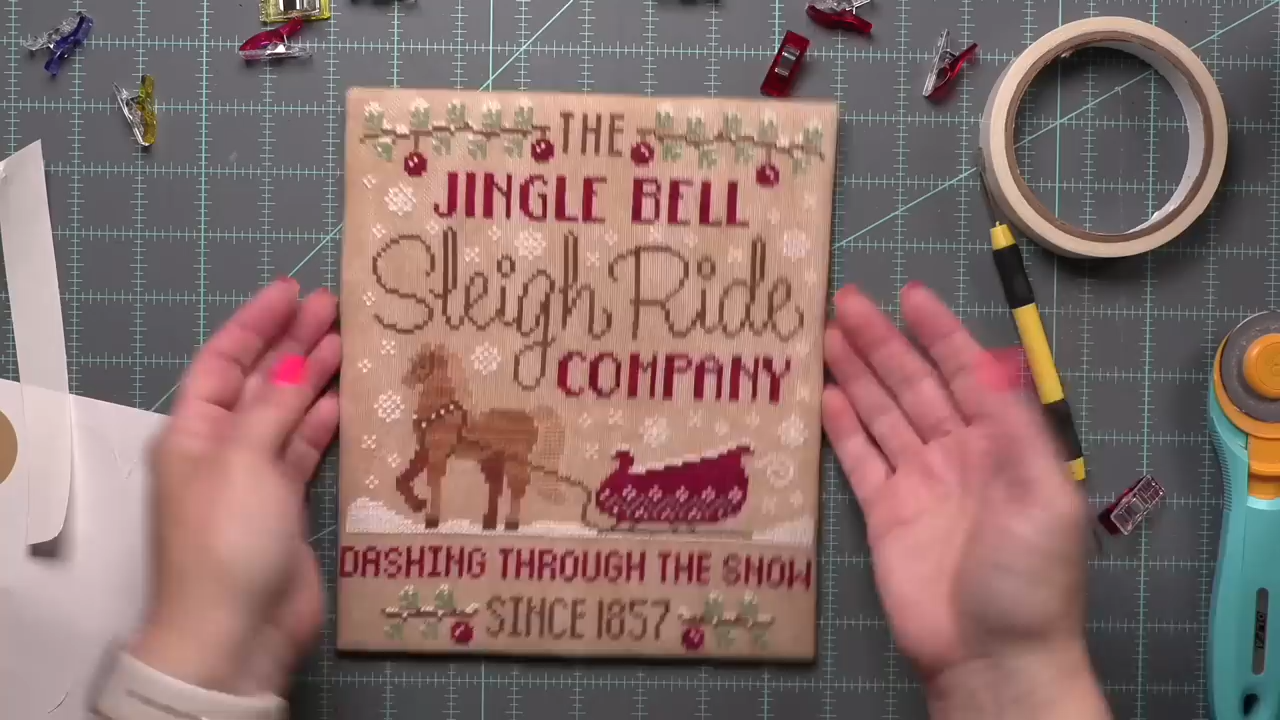 THE
JINGLE BELL
Sleigh Ride
COMPANY
DASHING THROUGH THE SNOW
SINCE 1857